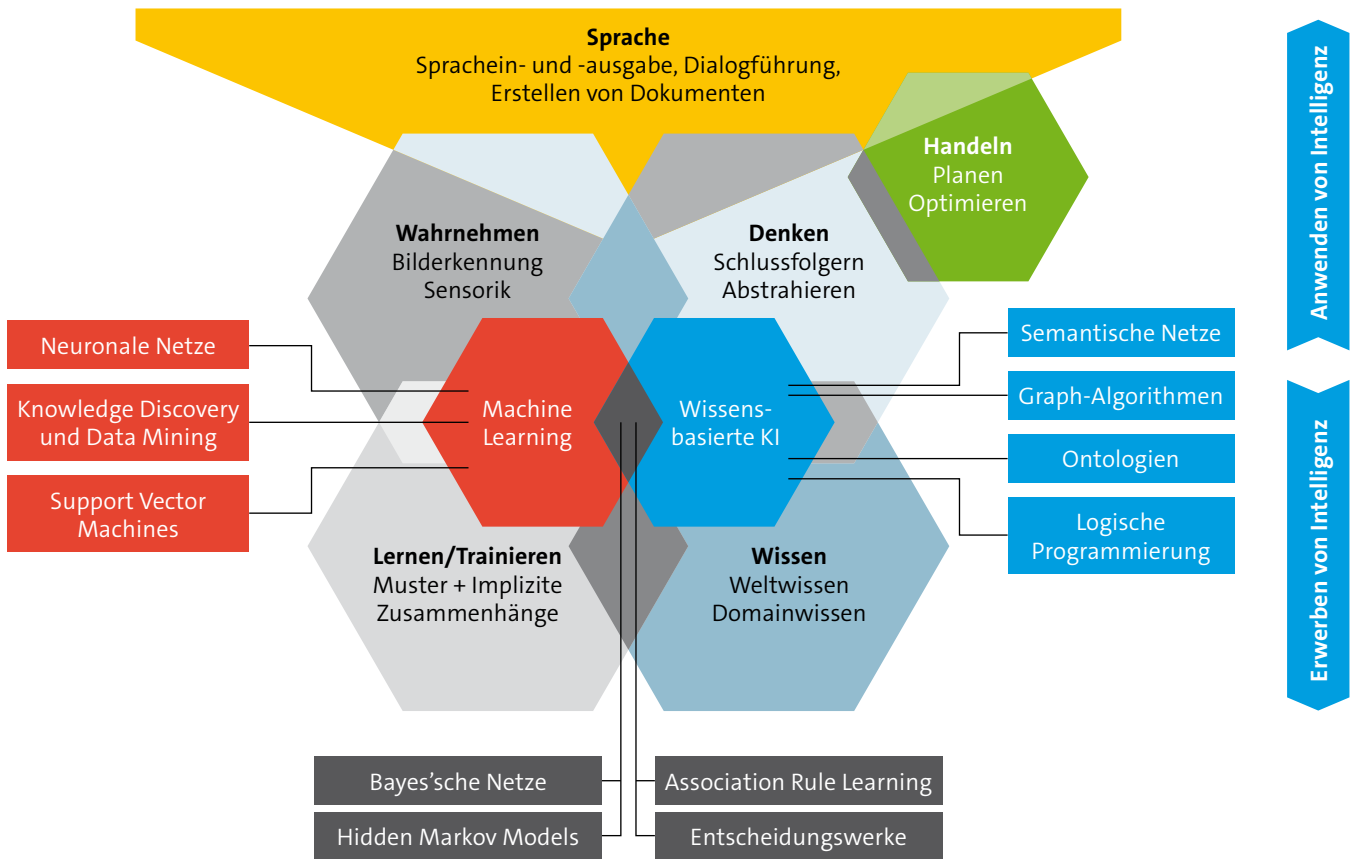 Sprache
Sprachein- und -ausgabe, Dialogführung,
Erstellen von Dokumenten
Handeln
Planen
Optimieren
Wahrnehmen
Bilderkennung
Sensorik
Denken
Schlussfolgern
Abstrahieren
Neuronale Netze
Knowledge Discovery
und Data Mining
Support Vector
Machines
Machine
Learning
Wissens-
basierte KI
Semantische Netze
Graph-Algorithmen
Ontologien
Logische
Programmierung
Lernen/Trainieren
Muster + Implizite
Zusammenhänge
Wissen
Weltwissen
Domainwissen
Bayes’sche Netze
Hidden Markov Models
Association Rule Learning
Entscheidungswerke
Anwenden von Intelligenz
Erwerben von Intelligenz